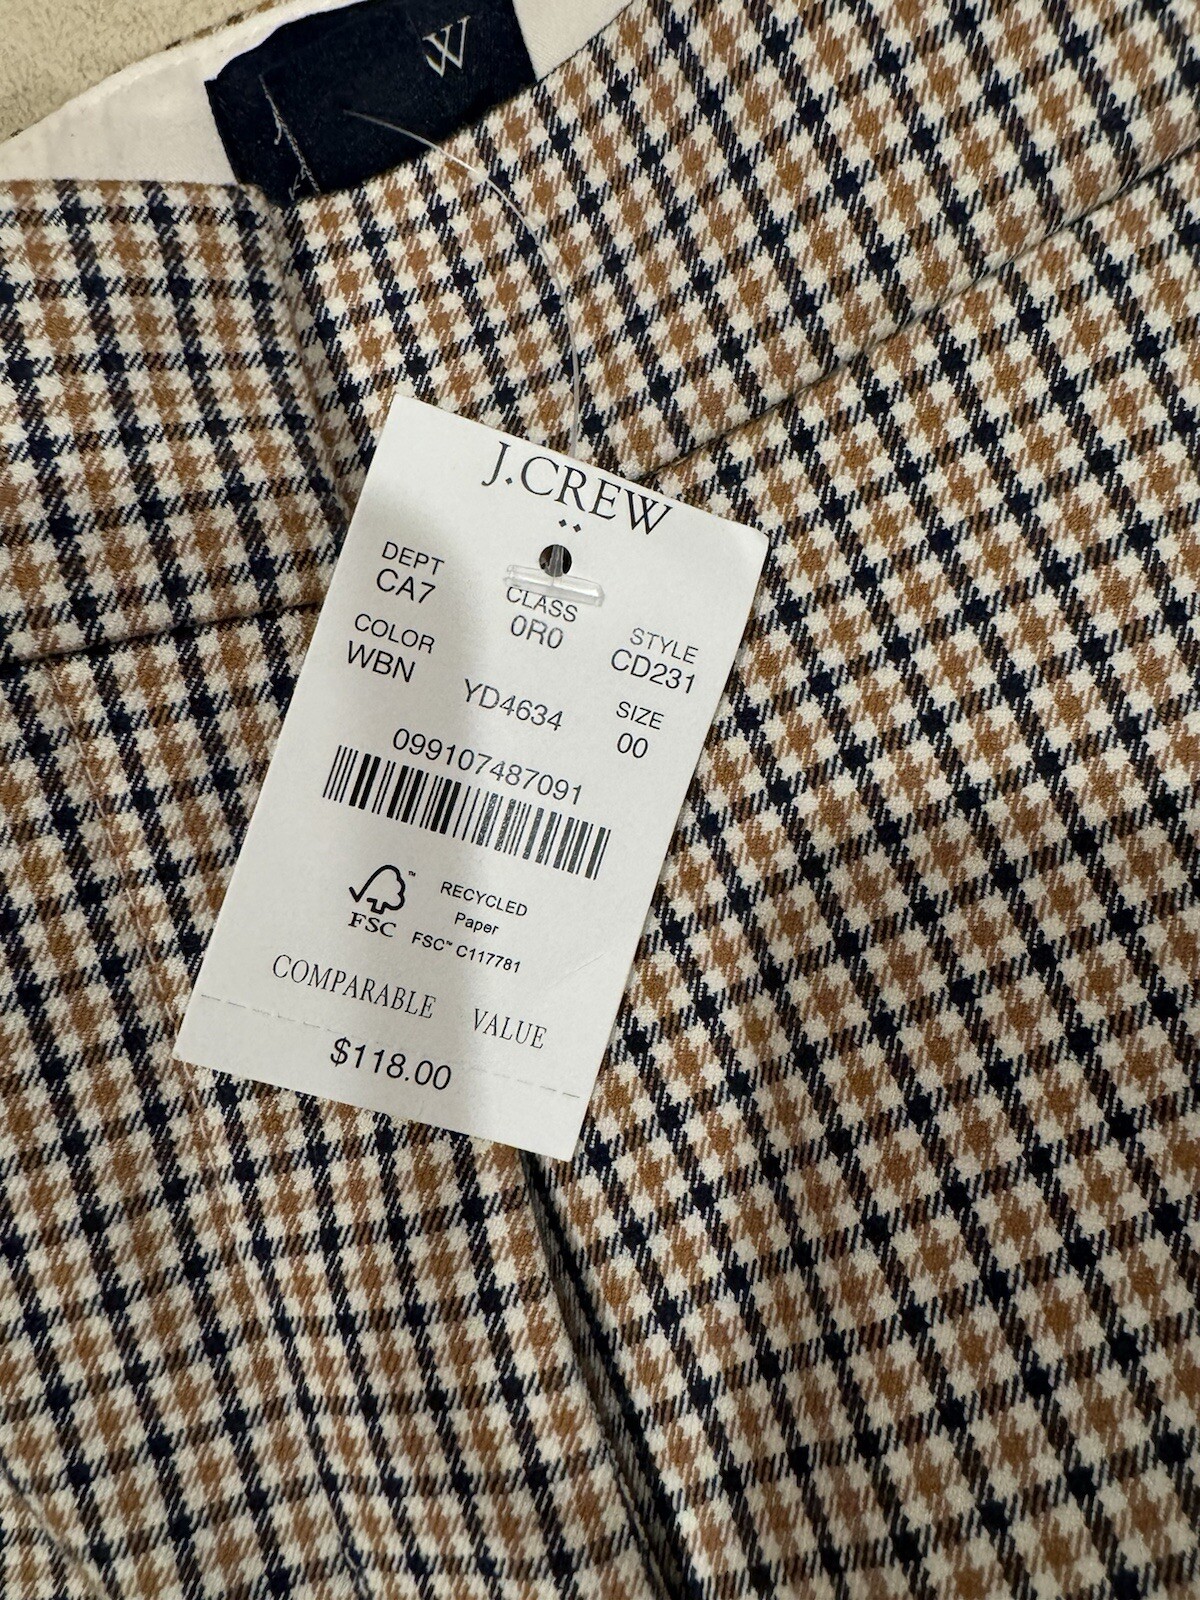 W
J.CREW
DEPT CLASS STYLE
CA7 0R0 CD231
COLOR SIZE
WBN YD4634 00
099107487091
FSC
RECYCLED
Paper
FSC™ C117781
COMPARABLE VALUE
$118.00